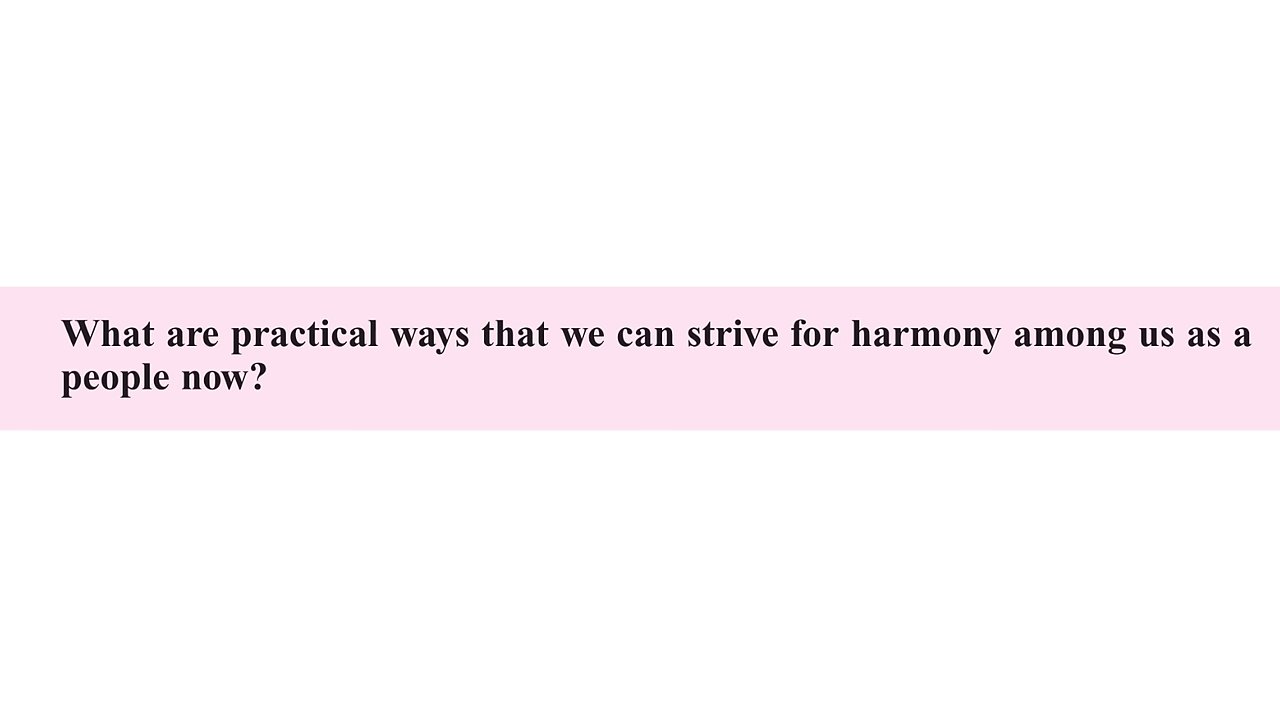 What are practical ways that we can strive for harmony among us as a
people now?